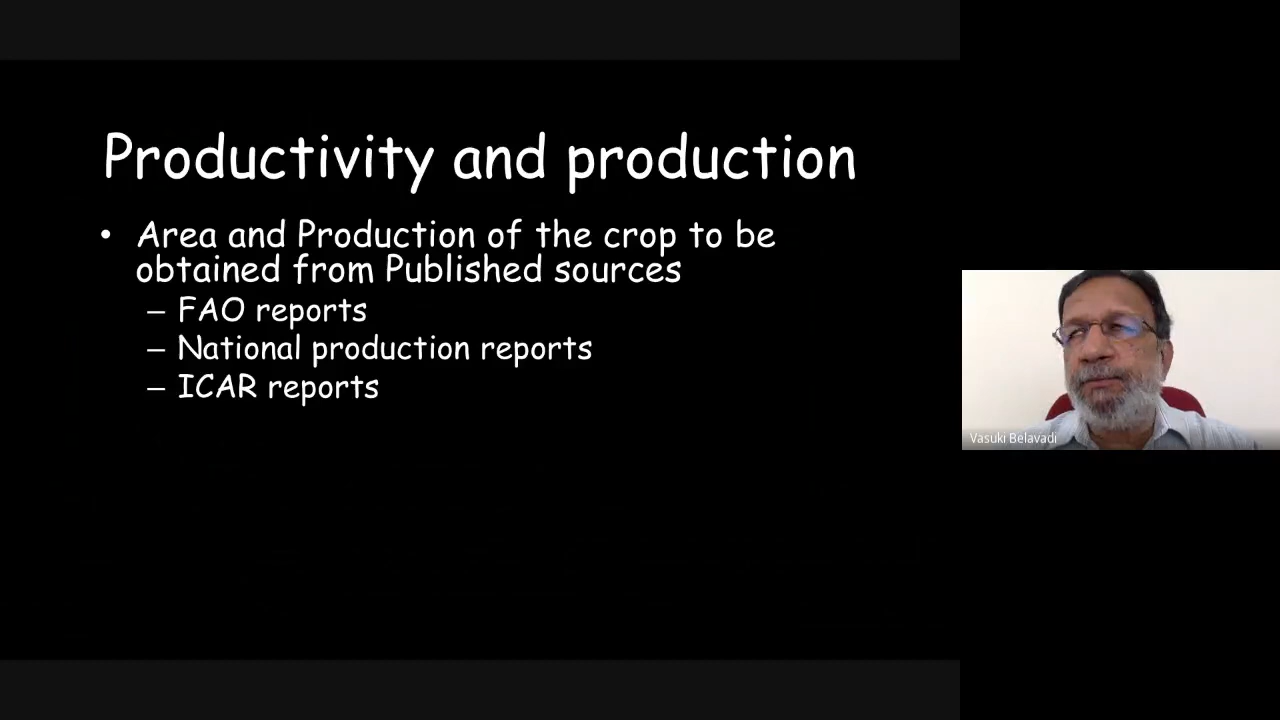 Productivity and production
• Area and Production of the crop to be
obtained from Published sources
– FAO reports
– National production reports
– ICAR reports
Vasuki Belavadi